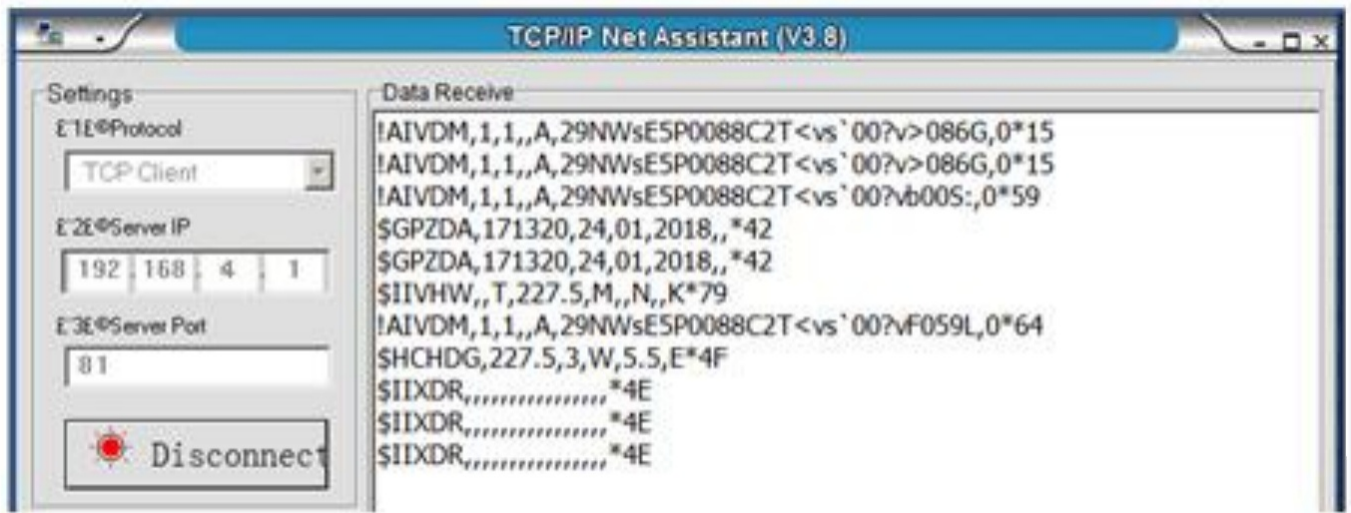 TCP/IP Net Assistant (V3.8)
Settings
£¨1£©Protocol
TCP Client
£¨2£©Server IP
192 . 168 . 4 . 1
£¨3£©Server Port
81
Disconnect
Data Receive
!AIVDM,1,1,,A,29NWsE5P0088C2T<vs`00?v>086G,0*15
!AIVDM,1,1,,A,29NWsE5P0088C2T<vs`00?v>086G,0*15
!AIVDM,1,1,,A,29NWsE5P0088C2T<vs`00?vb00S:,0*59
$GPZDA,171320,24,01,2018,,*42
$GPZDA,171320,24,01,2018,,*42
$IIVHW,,T,227.5,M,,N,,K*79
!AIVDM,1,1,,A,29NWsE5P0088C2T<vs`00?vF059L,0*64
$HCHDG,227.5,3,W,5.5,E*4F
$IIXDR,,,,,,,,,,,,,,,,,*4E
$IIXDR,,,,,,,,,,,,,,,,,*4E
$IIXDR,,,,,,,,,,,,,,,,,*4E